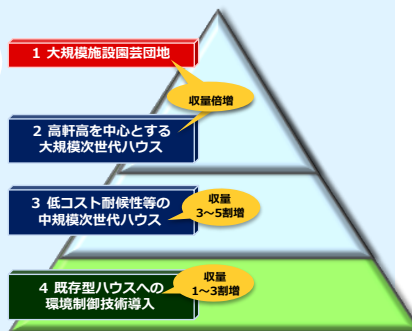 1 大規模施設園芸団地
収量倍増
2 高軒高を中心とする
大規模次世代ハウス
3 低コスト耐候性等の
中規模次世代ハウス
収量
3～5割増
4 既存型ハウスへの
環境制御技術導入
収量
1～3割増